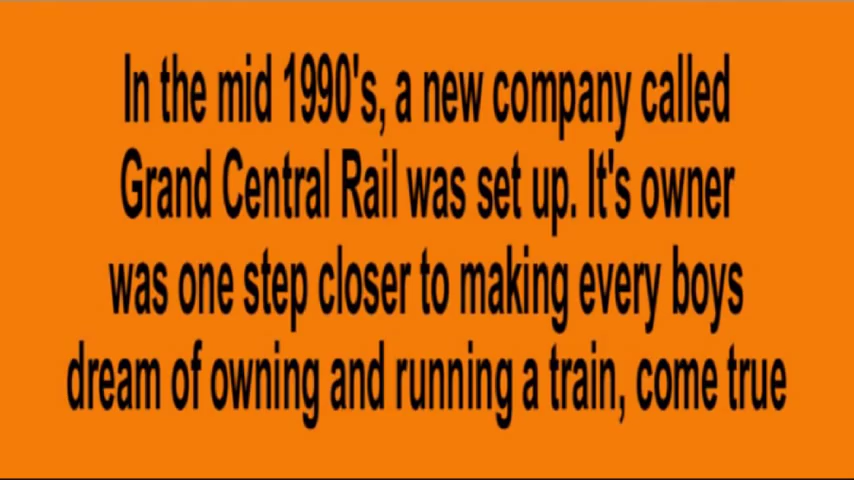 In the mid 1990's, a new company called
Grand Central Rail was set up. It's owner
was one step closer to making every boys
dream of owning and running a train, come true